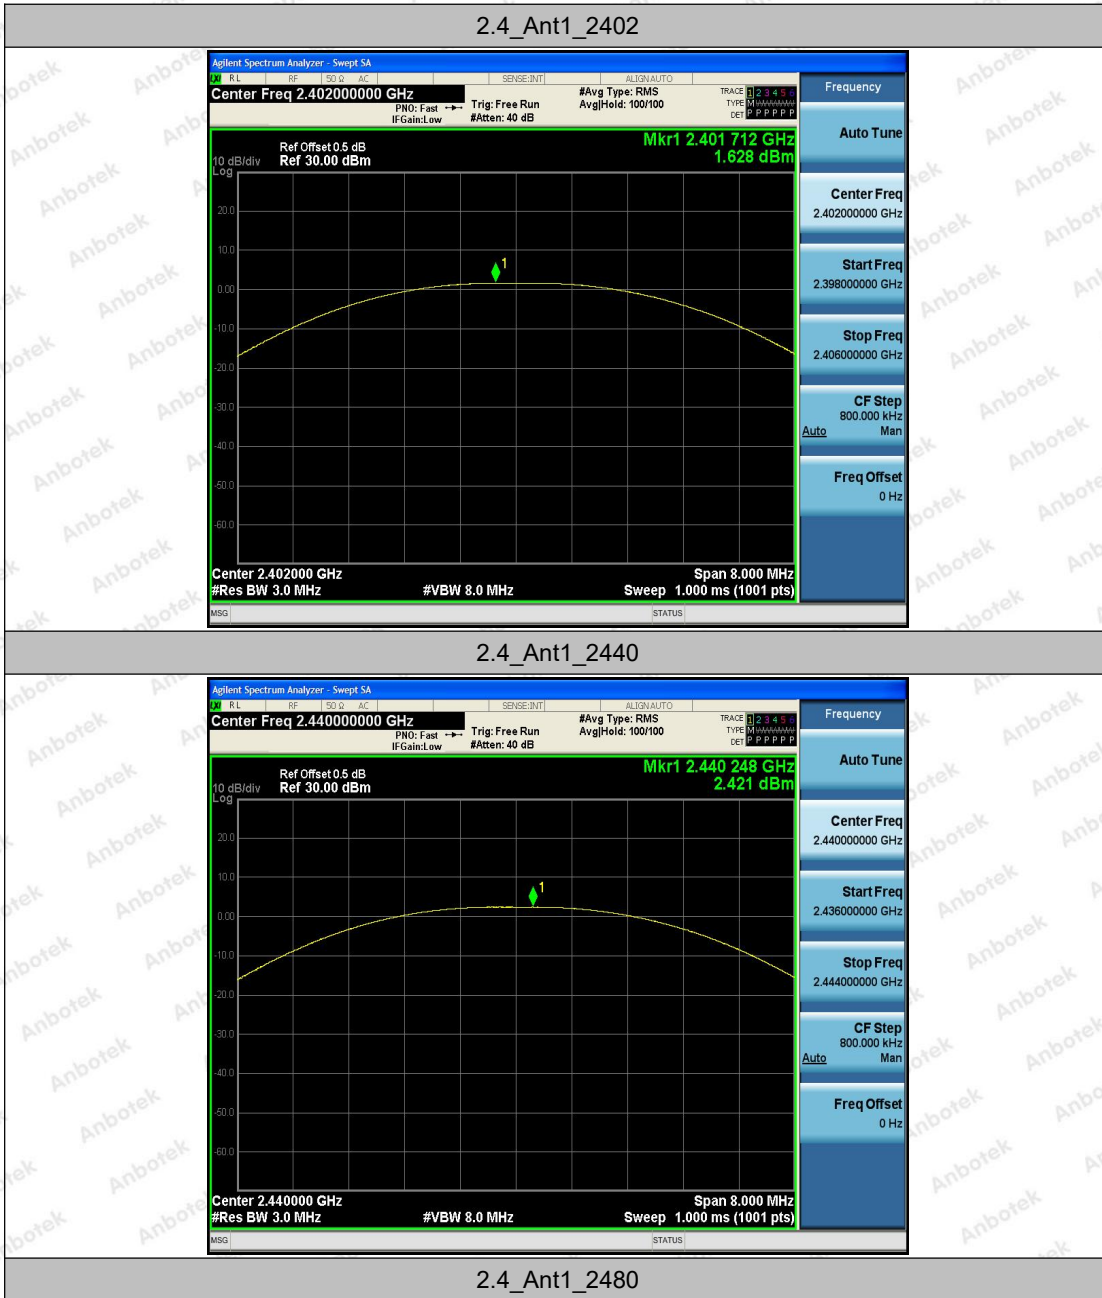 2.4_Ant1_2402
Agilent Spectrum Analyzer - Swept SA
LXI RL RF 50 Ω AC SENSE:INT ALIGNAUTO
Center Freq 2.402000000 GHz
PNO: Fast
IFGain:Low
Trig: Free Run
#Atten: 40 dB
#Avg Type: RMS
Avg|Hold: 100/100
TRACE 1 2 3 4 5 6
TYPE M
DET P P P P P P
Mkr1 2.401 712 GHz
1.628 dBm
Ref Offset 0.5 dB
10 dB/div Ref 30.00 dBm
Log
20.0
10.0
0.00
-10.0
-20.0
-30.0
-40.0
-50.0
-60.0
1
Center 2.402000 GHz Span 8.000 MHz
#Res BW 3.0 MHz #VBW 8.0 MHz Sweep 1.000 ms (1001 pts)
MSG STATUS
Frequency
Auto Tune
Center Freq
2.402000000 GHz
Start Freq
2.398000000 GHz
Stop Freq
2.406000000 GHz
CF Step
800.000 kHz
Auto Man
Freq Offset
0 Hz
2.4_Ant1_2440
Agilent Spectrum Analyzer - Swept SA
LXI RL RF 50 Ω AC SENSE:INT ALIGNAUTO
Center Freq 2.440000000 GHz
PNO: Fast
IFGain:Low
Trig: Free Run
#Atten: 40 dB
#Avg Type: RMS
Avg|Hold: 100/100
TRACE 1 2 3 4 5 6
TYPE M
DET P P P P P P
Mkr1 2.440 248 GHz
2.421 dBm
Ref Offset 0.5 dB
10 dB/div Ref 30.00 dBm
Log
20.0
10.0
0.00
-10.0
-20.0
-30.0
-40.0
-50.0
-60.0
1
Center 2.440000 GHz Span 8.000 MHz
#Res BW 3.0 MHz #VBW 8.0 MHz Sweep 1.000 ms (1001 pts)
MSG STATUS
Frequency
Auto Tune
Center Freq
2.440000000 GHz
Start Freq
2.436000000 GHz
Stop Freq
2.444000000 GHz
CF Step
800.000 kHz
Auto Man
Freq Offset
0 Hz
2.4_Ant1_2480